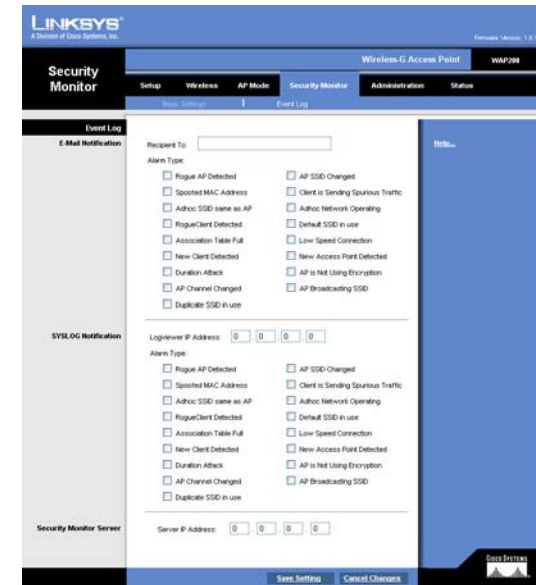 LINKSYS®
A Division of Cisco Systems, Inc.
Wireless-G Access Point WAP200
Security Monitor
Setup Wireless AP Mode Security Monitor Administration Status
Basic Settings Event Log
Event Log
E-Mail Notification
Recipient To:
Help...
Alarm Type:
Rogue AP Detected AP SSID Changed
Spoofed MAC Address Client is Sending Spurious Traffic
Adhoc SSID same as AP Adhoc Network Operating
RogueClient Detected Default SSID in use
Association Table Full Low Speed Connection
New Client Detected New Access Point Detected
Duration Attack AP is Not Using Encryption
AP Channel Changed AP Broadcasting SSID
Duplicate SSID in use
SYSLOG Notification
Logviewer IP Address: 0 . 0 . 0 . 0
Alarm Type:
Rogue AP Detected AP SSID Changed
Spoofed MAC Address Client is Sending Spurious Traffic
Adhoc SSID same as AP Adhoc Network Operating
RogueClient Detected Default SSID in use
Association Table Full Low Speed Connection
New Client Detected New Access Point Detected
Duration Attack AP is Not Using Encryption
AP Channel Changed AP Broadcasting SSID
Duplicate SSID in use
Security Monitor Server
Server IP Address: 0 . 0 . 0 . 0
Save Setting Cancel Changes
CISCO SYSTEMS